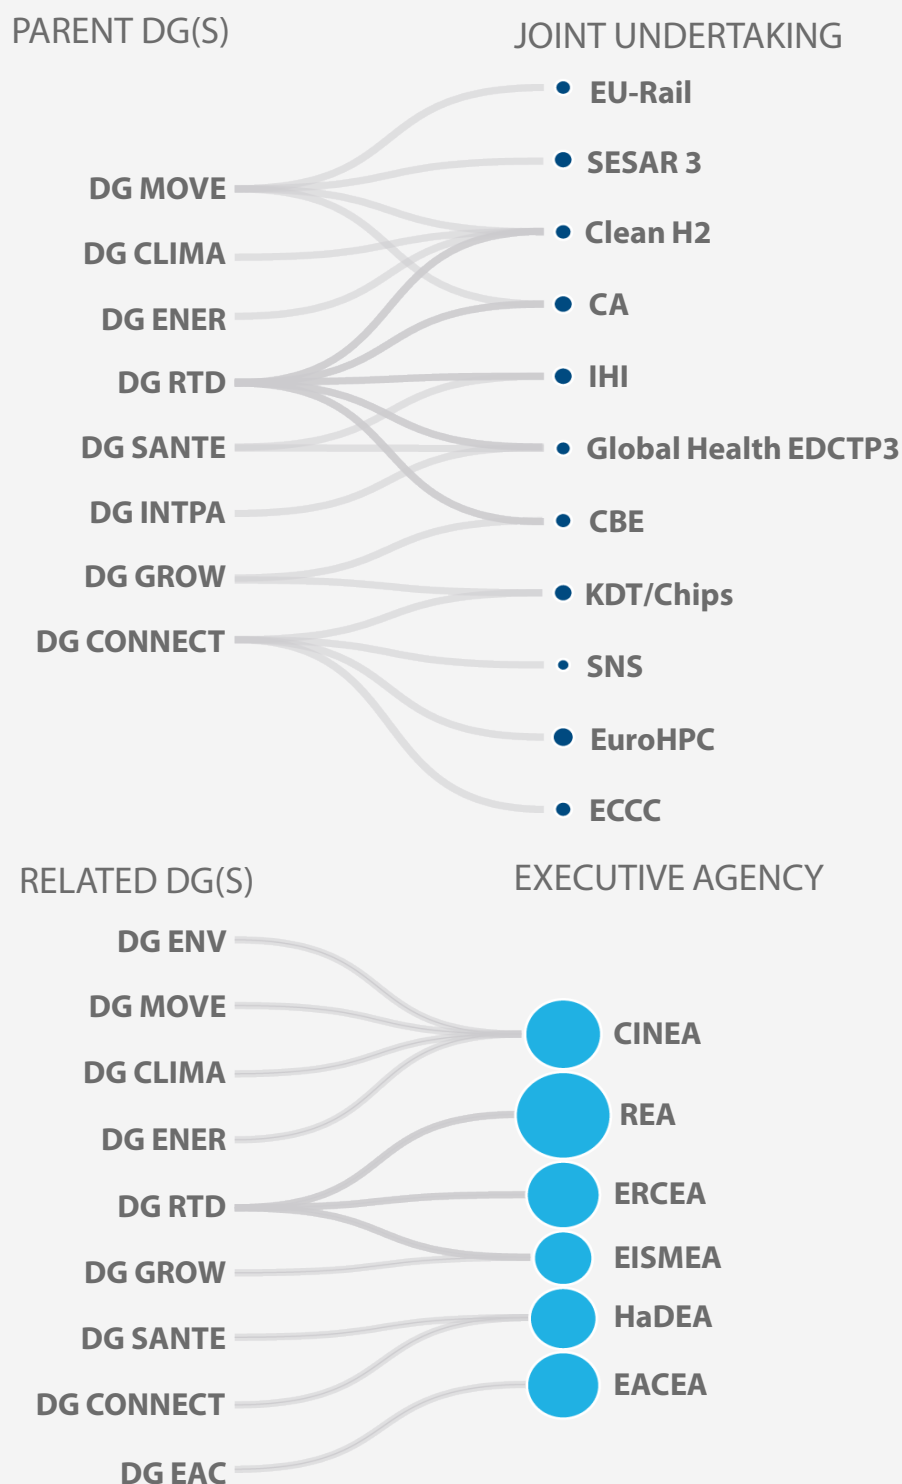 PARENT DG(S)
JOINT UNDERTAKING
DG MOVE
DG CLIMA
DG ENER
DG RTD
DG SANTE
DG INTPA
DG GROW
DG CONNECT
EU-Rail
SESAR 3
Clean H2
CA
IHI
Global Health EDCTP3
CBE
KDT/Chips
SNS
EuroHPC
ECCC
RELATED DG(S)
EXECUTIVE AGENCY
DG ENV
DG MOVE
DG CLIMA
DG ENER
DG RTD
DG GROW
DG SANTE
DG CONNECT
DG EAC
CINEA
REA
ERCEA
EISMEA
HaDEA
EACEA